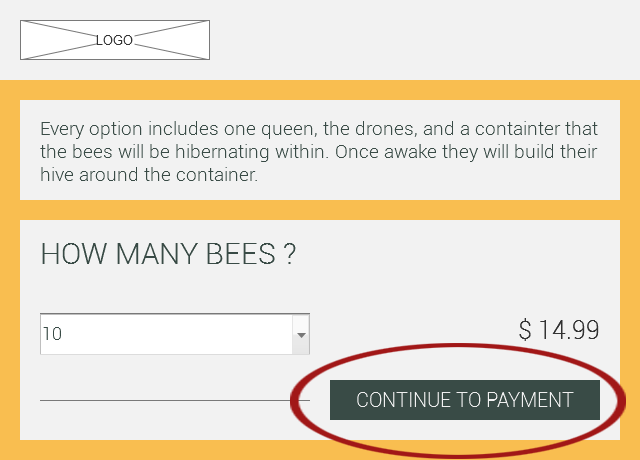 LOGO
Every option includes one queen, the drones, and a containter that
the bees will be hibernating within. Once awake they will build their
hive around the container.
HOW MANY BEES ?
10
$ 14.99
CONTINUE TO PAYMENT